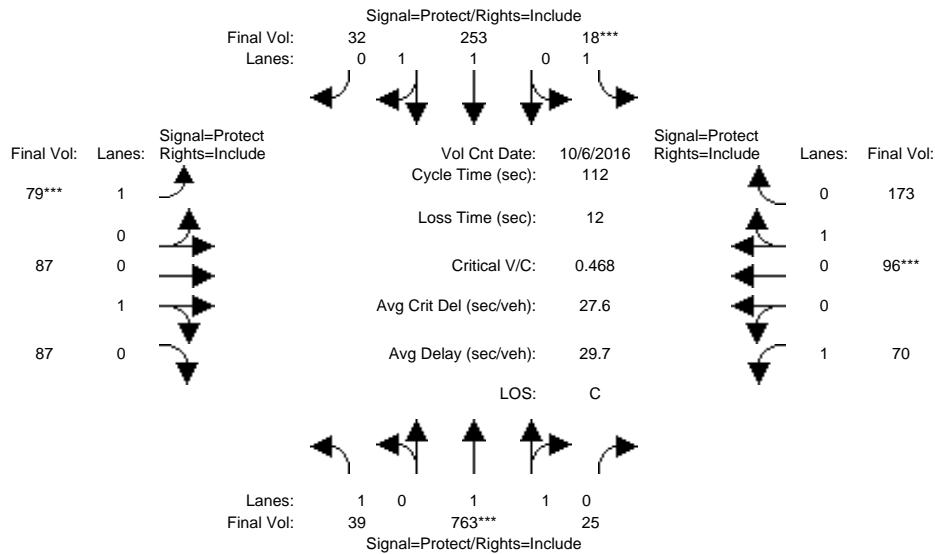 Signal=Protect/Rights=Include
Final Vol: 32 253 18***
Lanes: 0 1 1 0 1
Signal=Protect
Final Vol: Lanes: Rights=Include
Vol Cnt Date: 10/6/2016
Signal=Protect
Rights=Include Lanes: Final Vol:
Cycle Time (sec): 112
79*** 1
0 173
Loss Time (sec): 12
0
1
87 0
Critical V/C: 0.468
0 96***
1
Avg Crit Del (sec/veh): 27.6
0
87 0
Avg Delay (sec/veh): 29.7
1 70
LOS: C
Lanes: 1 0 1 1 0
Final Vol: 39 763*** 25
Signal=Protect/Rights=Include